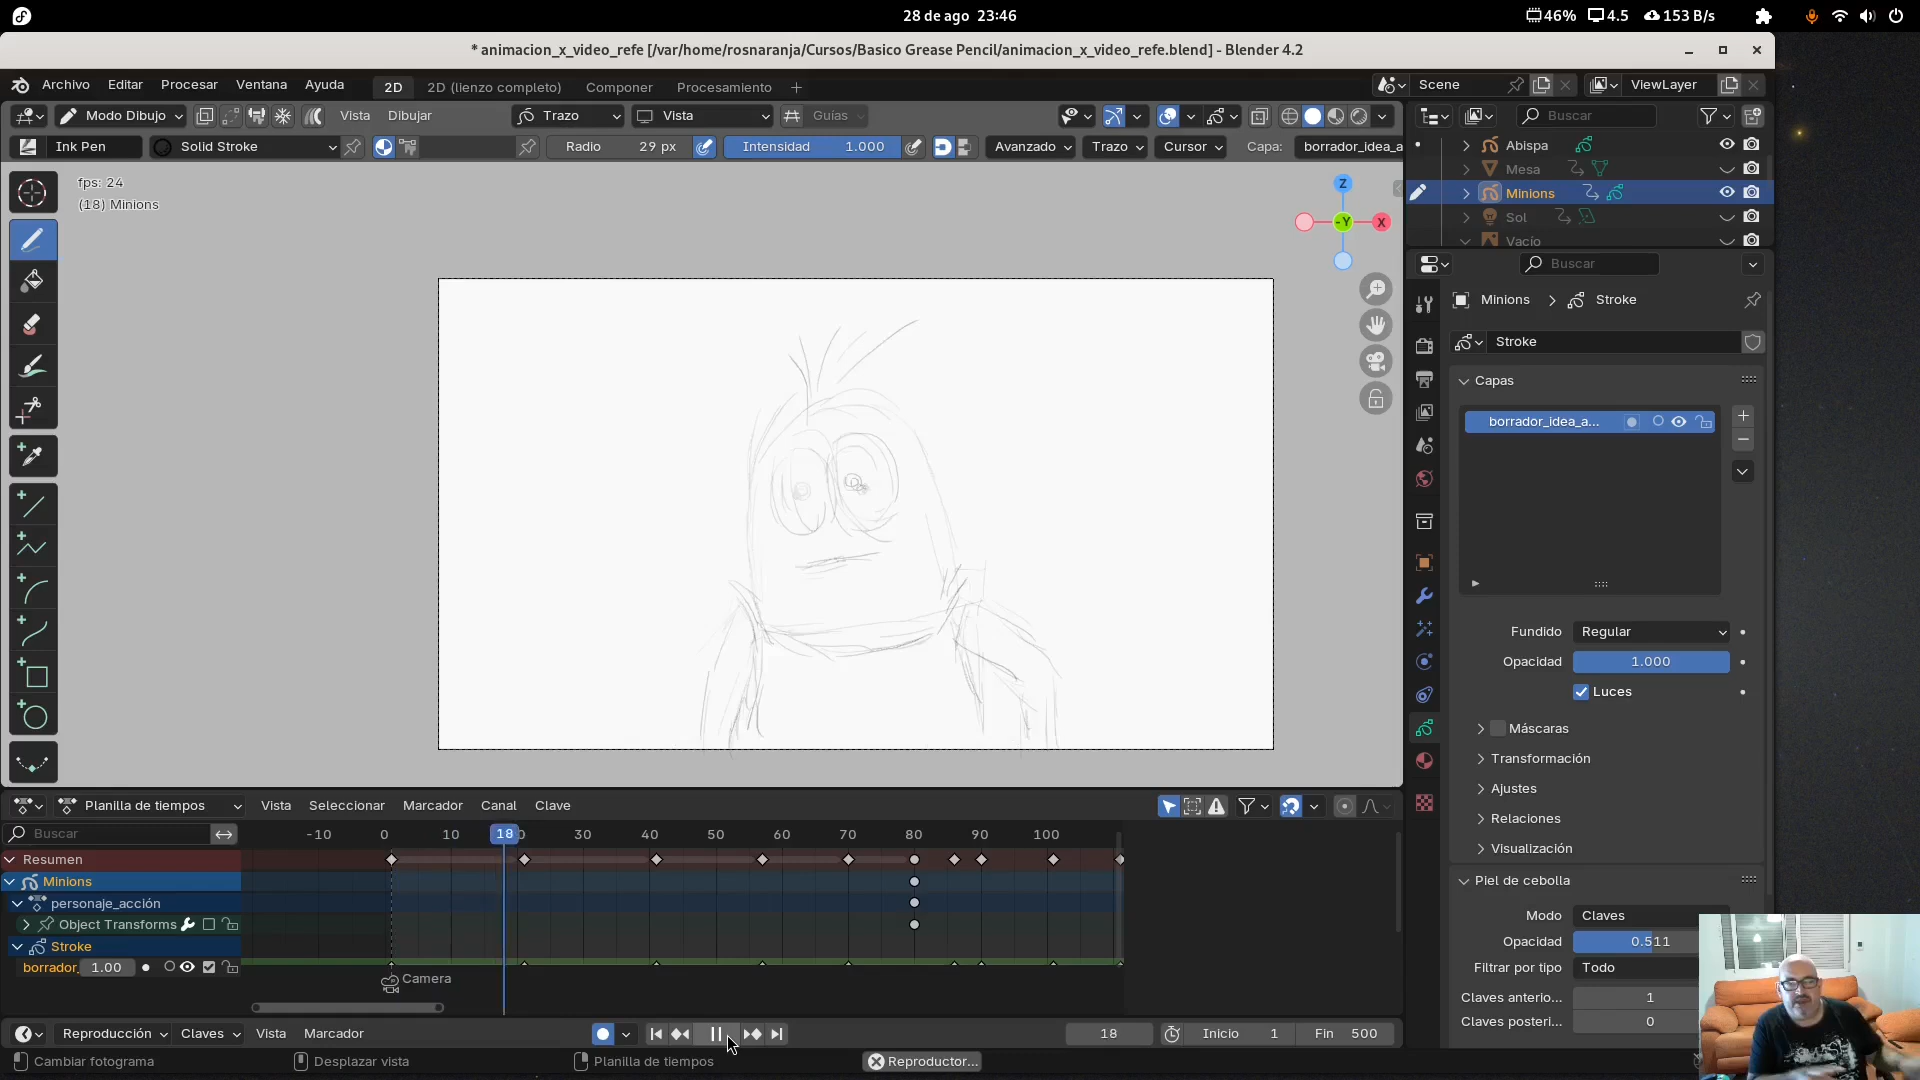 28 de ago 23:46
46% 4.5 153 B/s
* animacion_x_video_refe [/var/home/rosnaranja/Cursos/Basico Grease Pencil/animacion_x_video_refe.blend] - Blender 4.2
Archivo Editar Procesar Ventana Ayuda 2D 2D (lienzo completo) Componer Procesamiento + Scene ViewLayer
Modo Dibujo Vista Dibujar Trazo Vista Guías Buscar
Ink Pen Solid Stroke Radio 29 px Intensidad 1.000 Avanzado Trazo Cursor Capa: borrador_idea_a
Abispa
Mesa
Minions
Sol
Vacío
fps: 24
(18) Minions
Z
-Y X
Buscar
Minions > Stroke
Stroke
Capas
borrador_idea_a...
Fundido Regular
Opacidad 1.000
Luces
Máscaras
Transformación
Ajustes
Relaciones
Visualización
Piel de cebolla
Modo Claves
Opacidad 0.511
Filtrar por tipo Todo
Claves anterio... 1
Claves posteri... 0
Planilla de tiempos Vista Seleccionar Marcador Canal Clave
Buscar -10 0 10 18 30 40 50 60 70 80 90 100
Resumen
Minions
personaje_acción
Object Transforms
Stroke
borrador_ 1.00
Camera
Reproducción Claves Vista Marcador 18 Inicio 1 Fin 500
Cambiar fotograma Desplazar vista Planilla de tiempos Reproductor...